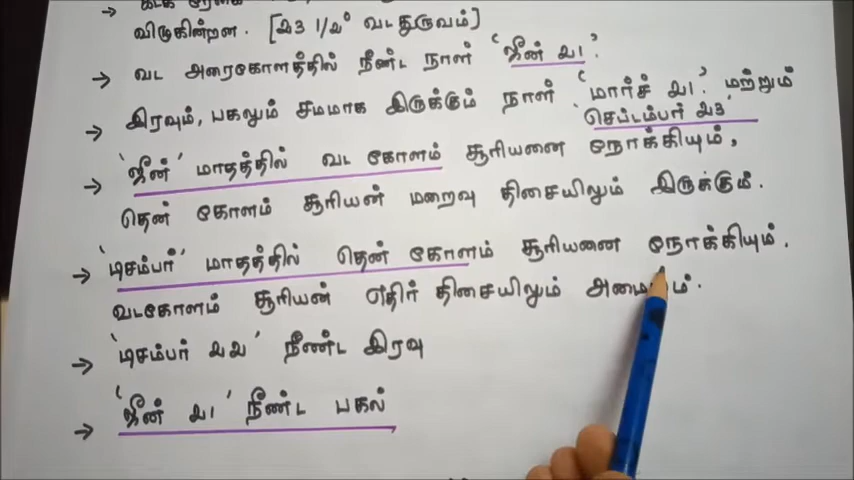 → கடக
விழுகின்றன. [23 1/2° வட துருவம்]
→ வட அரைகோளத்தில் நீண்ட நாள் 'ஜீன் 21'.
→ இரவும், பகலும் சமமாக இருக்கும் நாள் 'மார்ச் 21'. மற்றும்
'செப்டம்பர் 23'
→ 'ஜீன்' மாதத்தில் வட கோளம் சூரியனை நோக்கியும்,
தென் கோளம் சூரியன் மறைவு திசையிலும் இருக்கும்.
→ 'டிசம்பர்' மாதத்தில் தென் கோளம் சூரியனை நோக்கியும்.
வடகோளம் சூரியன் எதிர் திசையிலும்
→ 'டிசம்பர் 22' நீண்ட இரவு
→ 'ஜீன் 21' நீண்ட பகல்